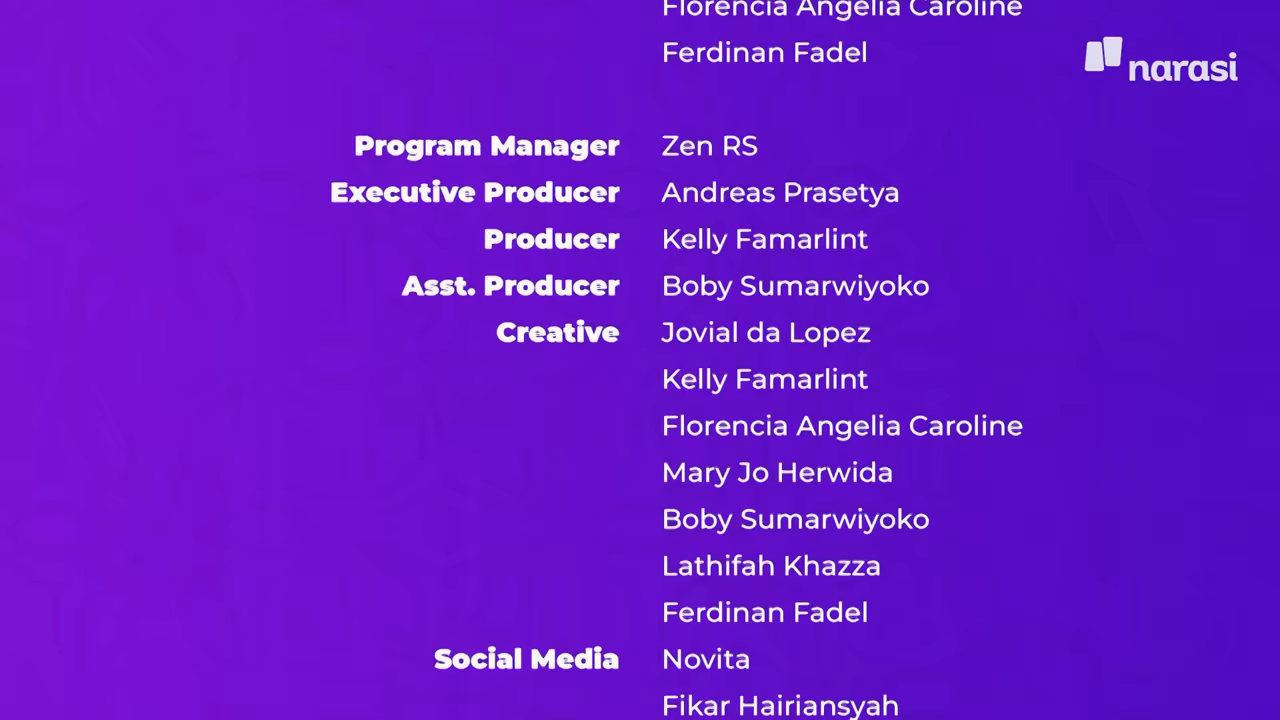 Florencia Angelia Caroline
Ferdinan Fadel
narasi
Program Manager Zen RS
Executive Producer Andreas Prasetya
Producer Kelly Famarlint
Asst. Producer Boby Sumarwiyoko
Creative Jovial da Lopez
Kelly Famarlint
Florencia Angelia Caroline
Mary Jo Herwida
Boby Sumarwiyoko
Lathifah Khazza
Ferdinan Fadel
Social Media Novita
Fikar Hairiansyah